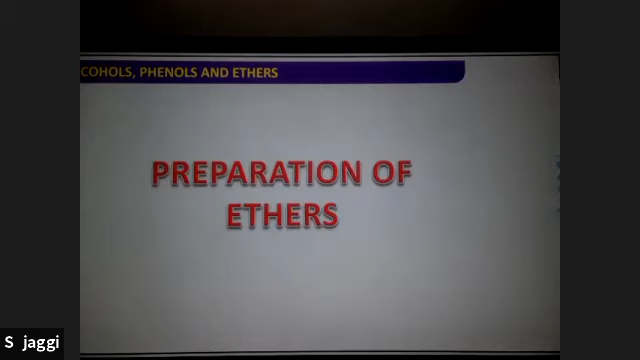 COHOLS, PHENOLS AND ETHERS
PREPARATION OF
ETHERS
S jaggi